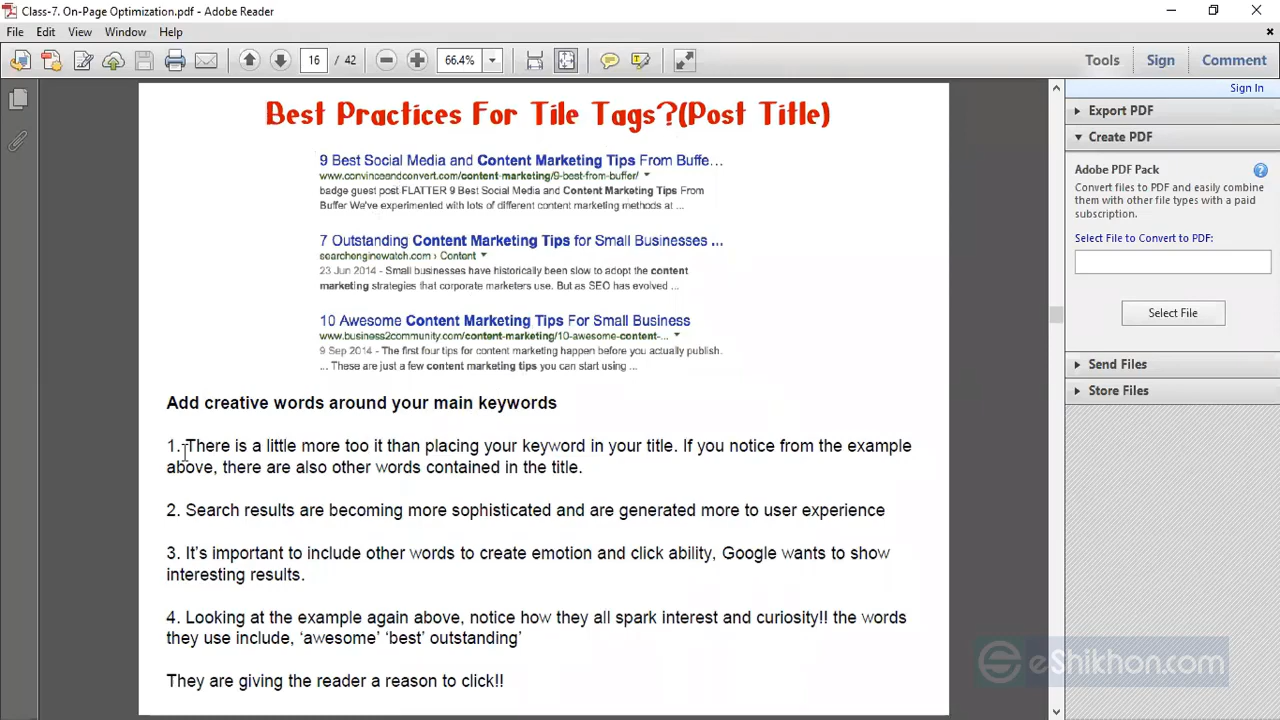 Class-7. On-Page Optimization.pdf - Adobe Reader
File Edit View Window Help
16 / 42 66.4% Tools Sign Comment
Sign In
Export PDF
Create PDF
Adobe PDF Pack
Convert files to PDF and easily combine
them with other file types with a paid
subscription.
Select File to Convert to PDF:
Select File
Send Files
Store Files
Best Practices For Tile Tags?(Post Title)
9 Best Social Media and Content Marketing Tips From Buffe...
www.convinceandconvert.com/content-marketing/9-best-from-buffer/
badge guest post FLATTER 9 Best Social Media and Content Marketing Tips From
Buffer We've experimented with lots of different content marketing methods at ...
7 Outstanding Content Marketing Tips for Small Businesses ...
searchenginewatch.com › Content
23 Jun 2014 - Small businesses have historically been slow to adopt the content
marketing strategies that corporate marketers use. But as SEO has evolved ...
10 Awesome Content Marketing Tips For Small Business
www.business2community.com/content-marketing/10-awesome-content-...
9 Sep 2014 - The first four tips for content marketing happen before you actually publish.
... These are just a few content marketing tips you can start using ...
Add creative words around your main keywords
1. There is a little more too it than placing your keyword in your title. If you notice from the example
above, there are also other words contained in the title.
2. Search results are becoming more sophisticated and are generated more to user experience
3. It's important to include other words to create emotion and click ability, Google wants to show
interesting results.
4. Looking at the example again above, notice how they all spark interest and curiosity!! the words
they use include, ‘awesome’ ‘best’ outstanding’
They are giving the reader a reason to click!!
eShikhon.com